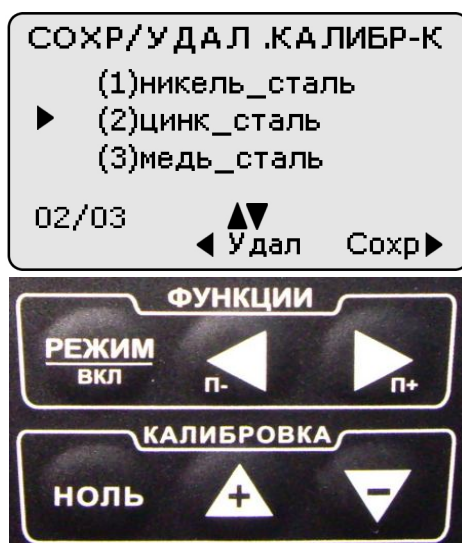 СОХР/УДАЛ .КАЛИБР-К
(1)никель_сталь
▶ (2)цинк_сталь
(3)медь_сталь
02/03 ▲▼
◀ Удал Сохр▶
ФУНКЦИИ
РЕЖИМ
ВКЛ П- П+
КАЛИБРОВКА
НОЛЬ + -